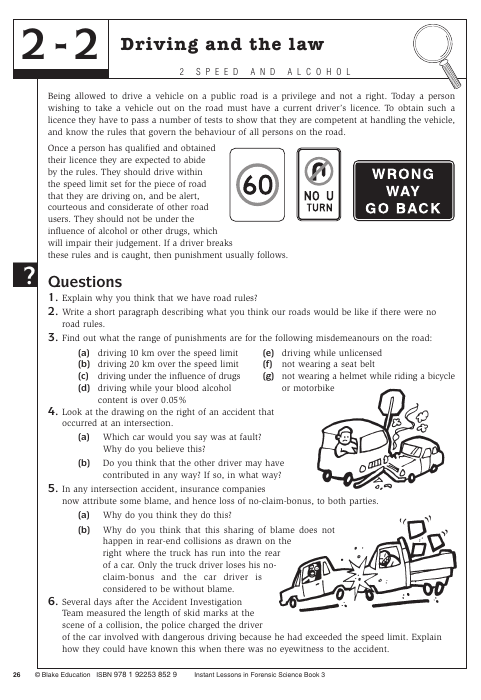 2 - 2
Driving and the law
2 SPEED AND ALCOHOL
Being allowed to drive a vehicle on a public road is a privilege and not a right. Today a person
wishing to take a vehicle out on the road must have a current driver's licence. To obtain such a
licence they have to pass a number of tests to show that they are competent at handling the vehicle,
and know the rules that govern the behaviour of all persons on the road.
Once a person has qualified and obtained
their licence they are expected to abide
by the rules. They should drive within
the speed limit set for the piece of road
that they are driving on, and be alert,
courteous and considerate of other road
users. They should not be under the
influence of alcohol or other drugs, which
will impair their judgement. If a driver breaks
these rules and is caught, then punishment usually follows.
60
NO U
TURN
WRONG
WAY
GO BACK
?
Questions
1. Explain why you think that we have road rules?
2. Write a short paragraph describing what you think our roads would be like if there were no
road rules.
3. Find out what the range of punishments are for the following misdemeanours on the road:
(a) driving 10 km over the speed limit
(b) driving 20 km over the speed limit
(c) driving under the influence of drugs
(d) driving while your blood alcohol
content is over 0.05%
(e) driving while unlicensed
(f) not wearing a seat belt
(g) not wearing a helmet while riding a bicycle
or motorbike
4. Look at the drawing on the right of an accident that
occurred at an intersection.
(a) Which car would you say was at fault?
Why do you believe this?
(b) Do you think that the other driver may have
contributed in any way? If so, in what way?
5. In any intersection accident, insurance companies
now attribute some blame, and hence loss of no-claim-bonus, to both parties.
(a) Why do you think they do this?
(b) Why do you think that this sharing of blame does not
happen in rear-end collisions as drawn on the
right where the truck has run into the rear
of a car. Only the truck driver loses his no-
claim-bonus and the car driver is
considered to be without blame.
6. Several days after the Accident Investigation
Team measured the length of skid marks at the
scene of a collision, the police charged the driver
of the car involved with dangerous driving because he had exceeded the speed limit. Explain
how they could have known this when there was no eyewitness to the accident.
26 © Blake Education ISBN 978 1 92253 852 9 Instant Lessons in Forensic Science Book 3